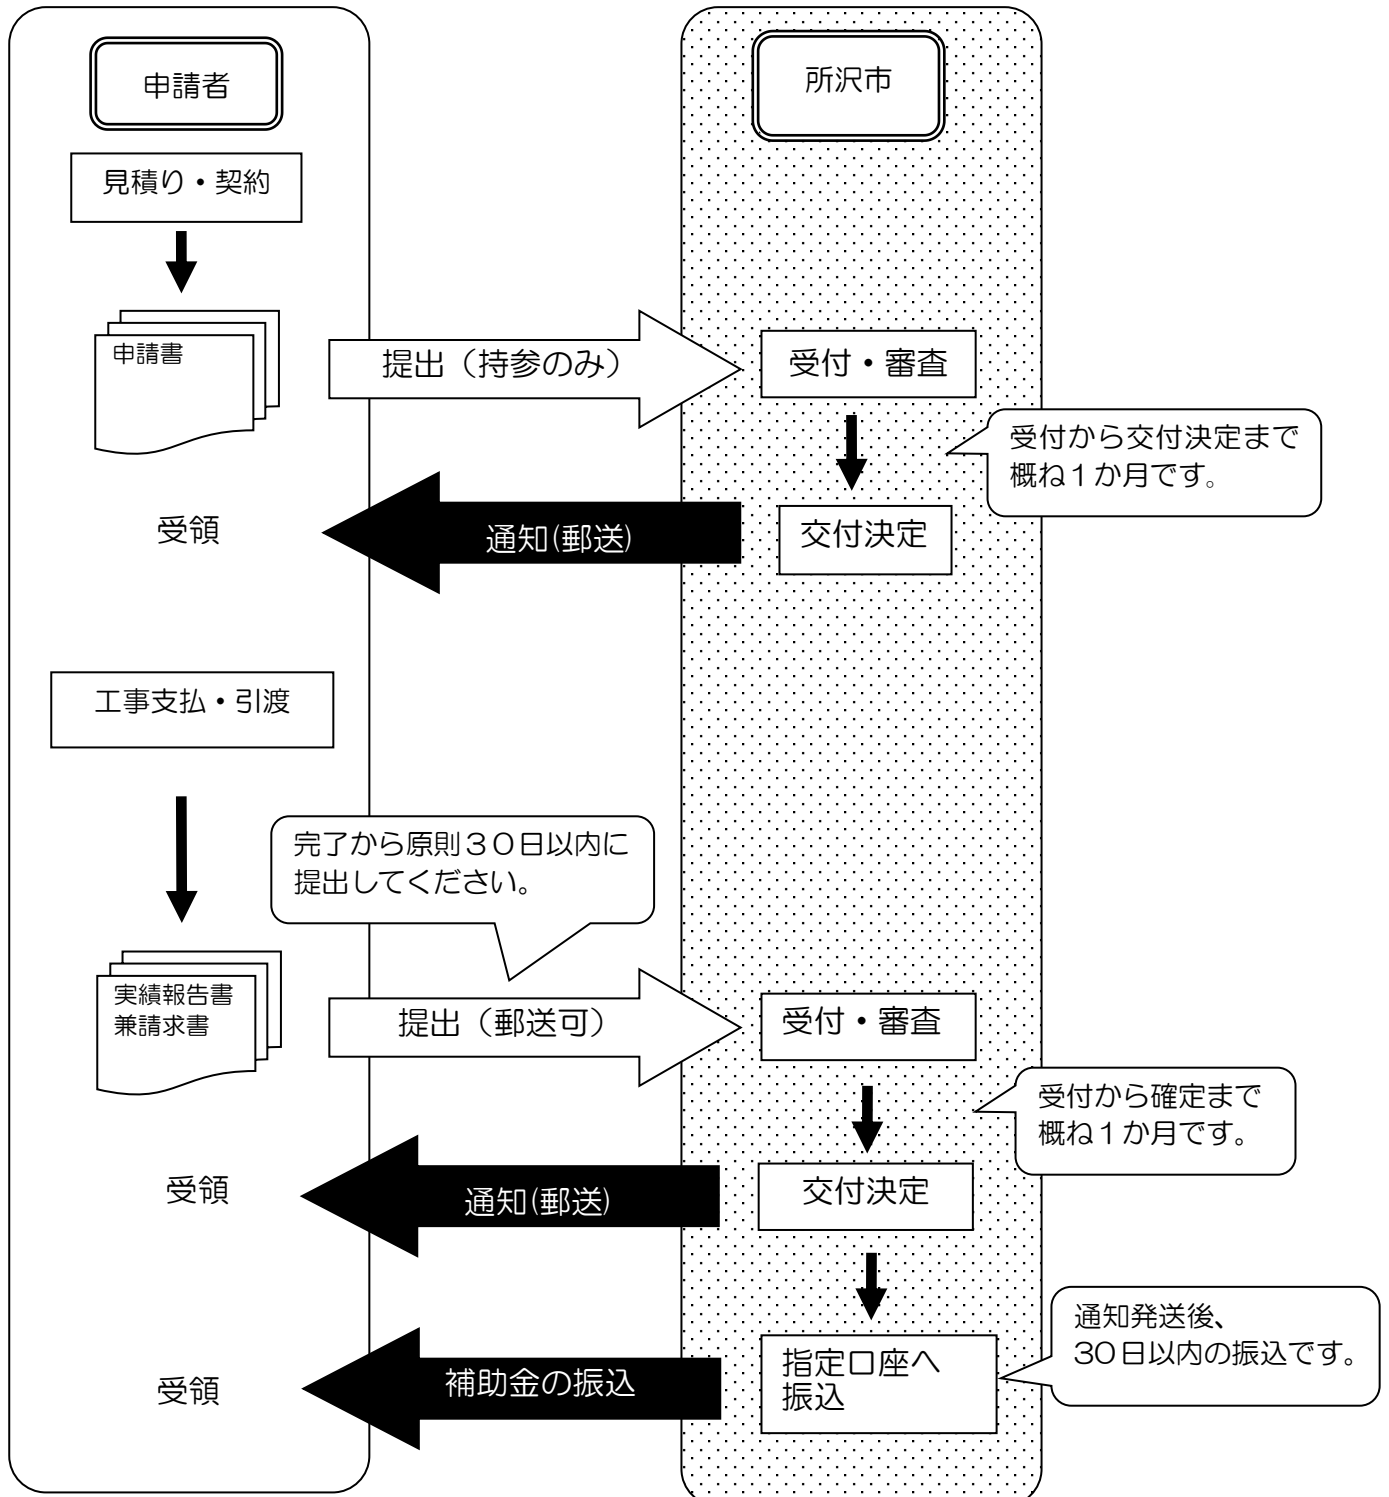 申請者
所沢市
見積り・契約
申請書
提出（持参のみ）
受付・審査
受付から交付決定まで
概ね１か月です。
受領
通知(郵送)
交付決定
工事支払・引渡
完了から原則３０日以内に
提出してください。
実績報告書
兼請求書
提出（郵送可）
受付・審査
受付から確定まで
概ね１か月です。
受領
通知(郵送)
交付決定
通知発送後、
30日以内の振込です。
受領
補助金の振込
指定口座へ
振込